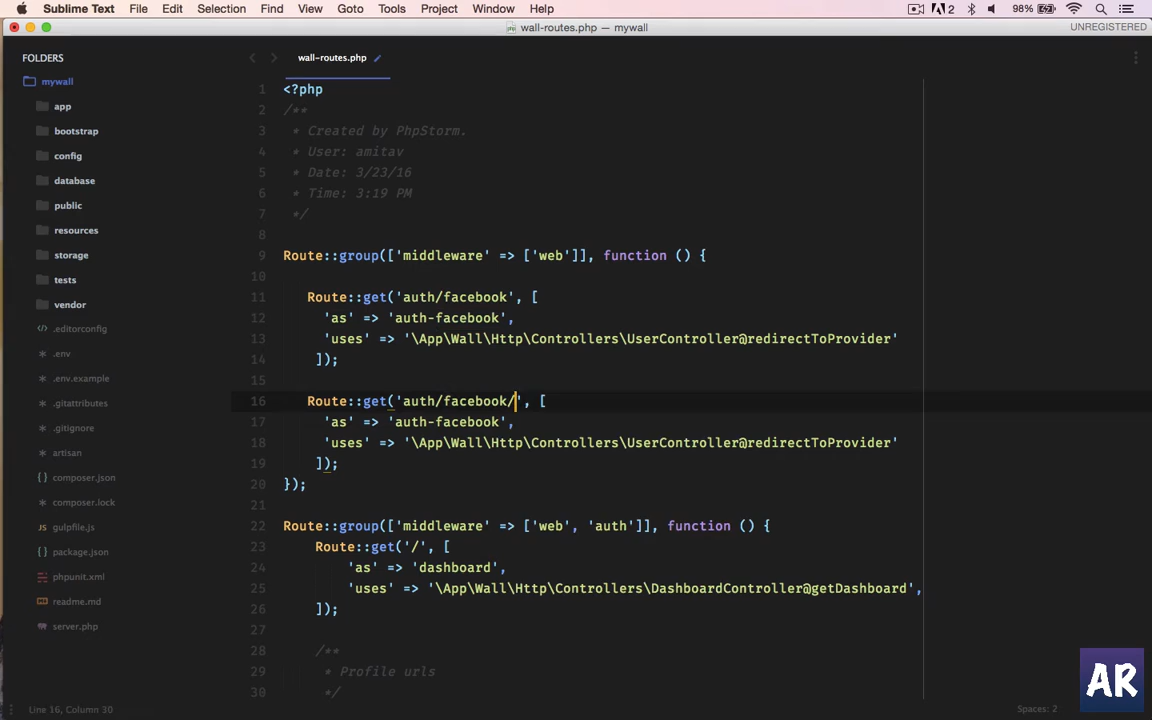 Sublime Text File Edit Selection Find View Goto Tools Project Window Help 2 98%
wall-routes.php — mywall UNREGISTERED
FOLDERS
mywall
app
bootstrap
config
database
public
resources
storage
tests
vendor
.editorconfig
.env
.env.example
.gitattributes
.gitignore
artisan
composer.json
composer.lock
gulpfile.js
package.json
phpunit.xml
readme.md
server.php
wall-routes.php
1 <?php
2 /**
3 * Created by PhpStorm.
4 * User: amitav
5 * Date: 3/23/16
6 * Time: 3:19 PM
7 */
8
9 Route::group(['middleware' => ['web']], function () {
10
11 Route::get('auth/facebook', [
12 'as' => 'auth-facebook',
13 'uses' => '\App\Wall\Http\Controllers\UserController@redirectToProvider'
14 ]);
15
16 Route::get('auth/facebook/', [
17 'as' => 'auth-facebook',
18 'uses' => '\App\Wall\Http\Controllers\UserController@redirectToProvider'
19 ]);
20 });
21
22 Route::group(['middleware' => ['web', 'auth']], function () {
23 Route::get('/', [
24 'as' => 'dashboard',
25 'uses' => '\App\Wall\Http\Controllers\DashboardController@getDashboard',
26 ]);
27
28 /**
29 * Profile urls
30 */
Line 16, Column 30 Spaces: 2
AR